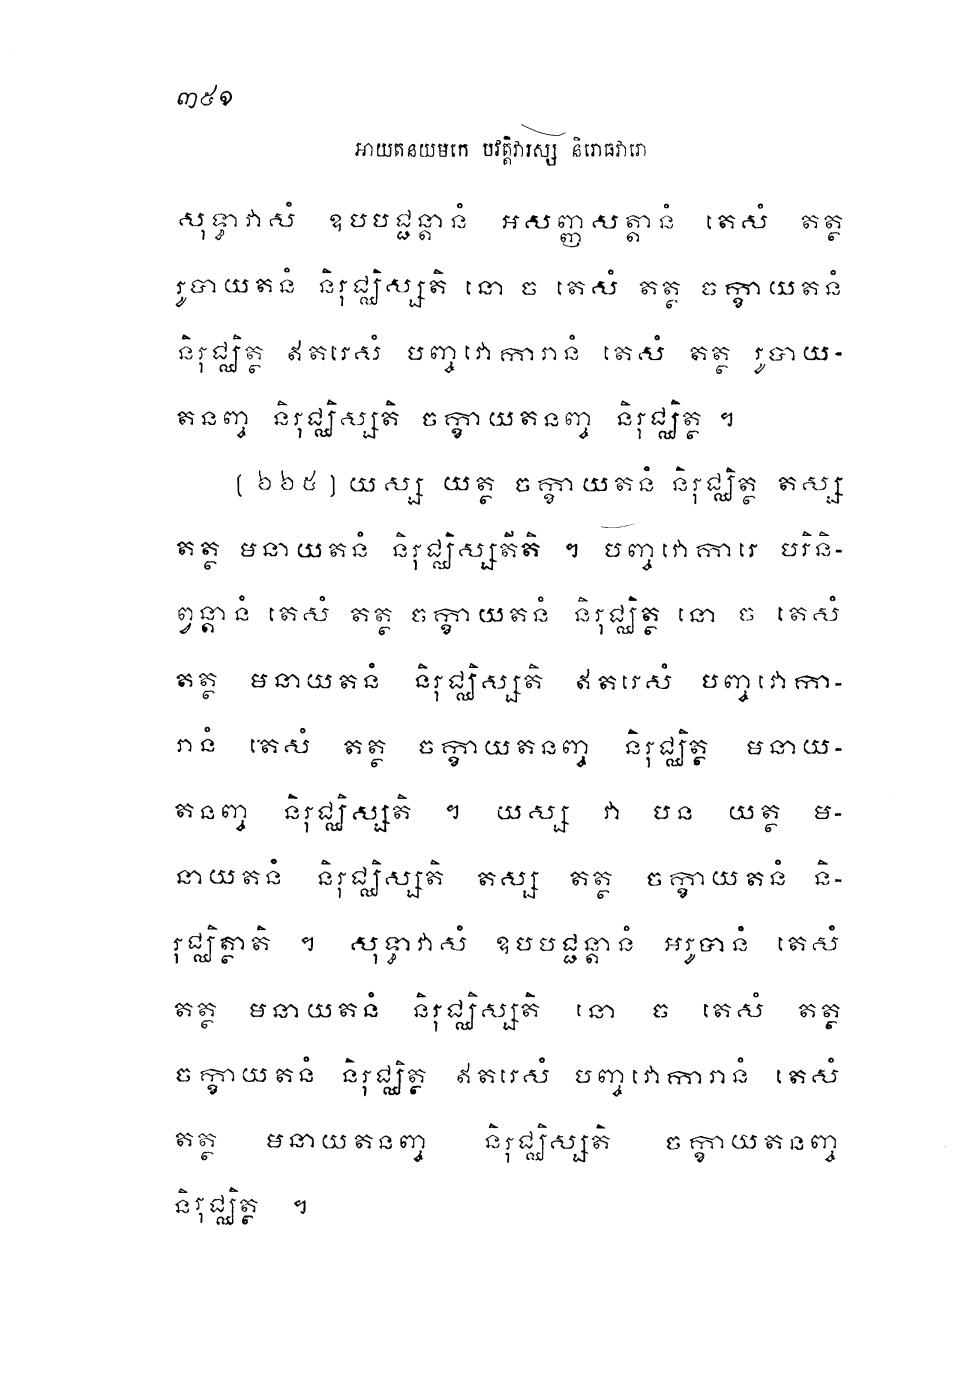 ៣៩១
អាយតនយមកេ បវត្តិវារស្ស និរោធវារោ
សុទ្ធាវាសំ ឧបបជ្ជន្តានំ អសញ្ញសត្តានំ តេសំ តត្ថ
រូបាយតនំ និរុជ្ឈិស្សតិ នោ ច តេសំ តត្ថ ចក្ខាយតនំ
និរុជ្ឈិត្ថ ឥតរេសំ បញ្ចវោការានំ តេសំ តត្ថ រូបាយ-
តនញ្ច និរុជ្ឈិស្សតិ ចក្ខាយតនញ្ច និរុជ្ឈិត្ថ ។
(៦៦៥) យស្ស យត្ថ ចក្ខាយតនំ និរុជ្ឈិត្ថ តស្ស
តត្ថ មនាយតនំ និរុជ្ឈិស្សតីតិ ។ បញ្ចវោការេ បរិនិ-
ព្វន្តានំ តេសំ តត្ថ ចក្ខាយតនំ និរុជ្ឈិត្ថ នោ ច តេសំ
តត្ថ មនាយតនំ និរុជ្ឈិស្សតិ ឥតរេសំ បញ្ចវោកា-
រានំ តេសំ តត្ថ ចក្ខាយតនញ្ច និរុជ្ឈិត្ថ មនាយ-
តនញ្ច និរុជ្ឈិស្សតិ ។ យស្ស វា បន យត្ថ ម-
នាយតនំ និរុជ្ឈិស្សតិ តស្ស តត្ថ ចក្ខាយតនំ និ-
រុជ្ឈិត្ថាតិ ។ សុទ្ធាវាសំ ឧបបជ្ជន្តានំ អរូបានំ តេសំ
តត្ថ មនាយតនំ និរុជ្ឈិស្សតិ នោ ច តេសំ តត្ថ
ចក្ខាយតនំ និរុជ្ឈិត្ថ ឥតរេសំ បញ្ចវោការានំ តេសំ
តត្ថ មនាយតនញ្ច និរុជ្ឈិស្សតិ ចក្ខាយតនញ្ច
និរុជ្ឈិត្ថ ។